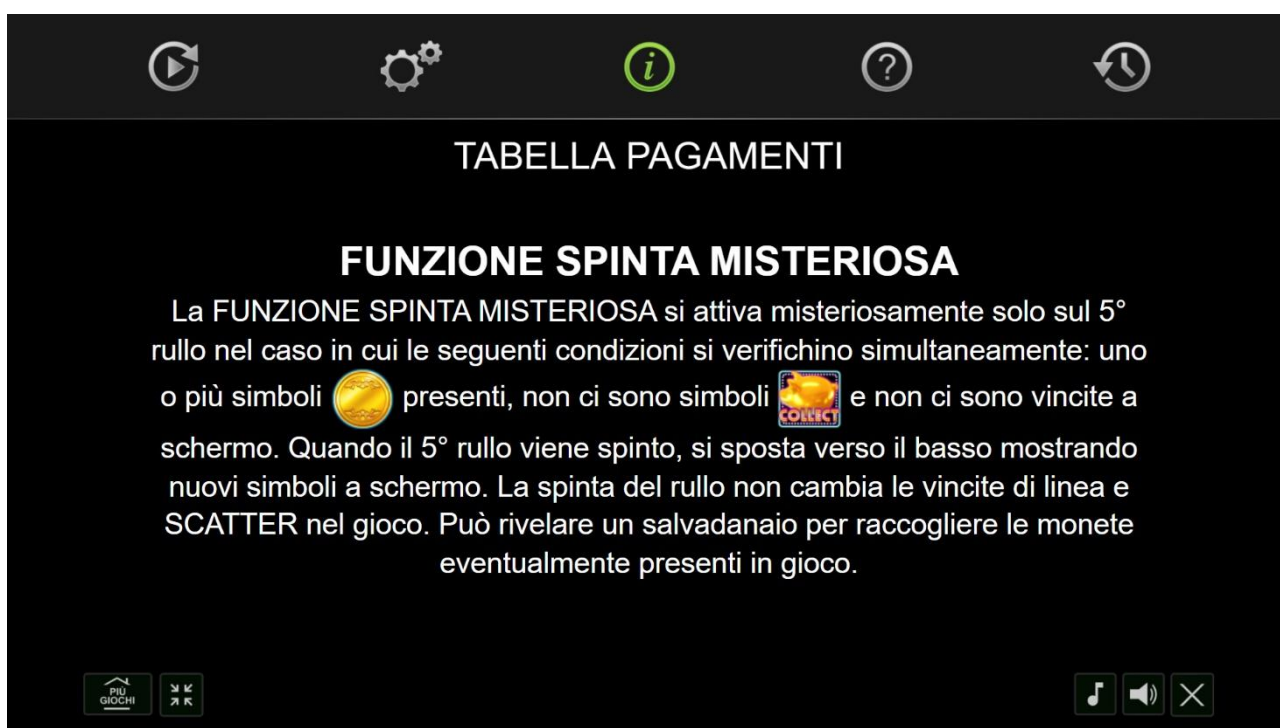 TABELLA PAGAMENTI
FUNZIONE SPINTA MISTERIOSA
La FUNZIONE SPINTA MISTERIOSA si attiva misteriosamente solo sul 5°
rullo nel caso in cui le seguenti condizioni si verifichino simultaneamente: uno
o più simboli presenti, non ci sono simboli COLLECT e non ci sono vincite a
schermo. Quando il 5° rullo viene spinto, si sposta verso il basso mostrando
nuovi simboli a schermo. La spinta del rullo non cambia le vincite di linea e
SCATTER nel gioco. Può rivelare un salvadanaio per raccogliere le monete
eventualmente presenti in gioco.
PIÙ
GIOCHI